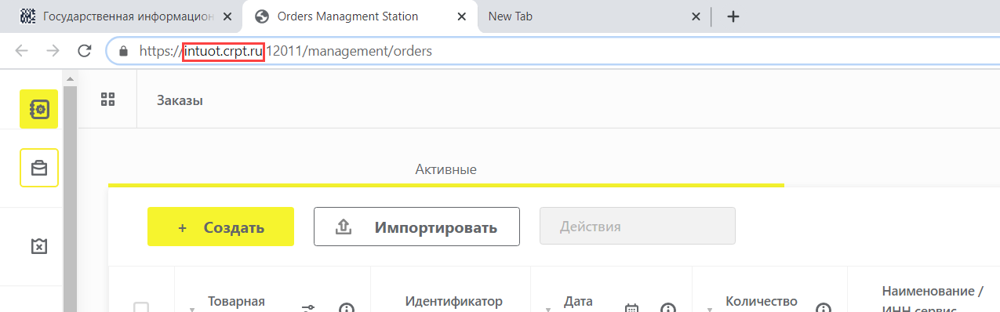 Государственная информацион
Orders Managment Station
New Tab
https://intuot.crpt.ru:12011/management/orders
Заказы
Активные
+ Создать
Импортировать
Действия
Товарная
Идентификатор
Дата
Количество
Наименование /
ИНН сервис